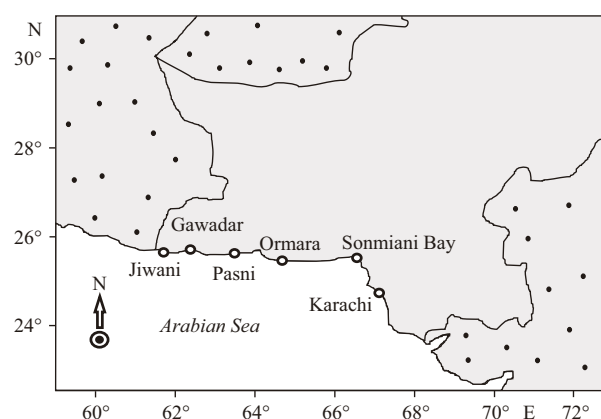 N
30°
28°
26°
24°
Gawadar
Ormara
Sonmiani Bay
Jiwani
Pasni
Karachi
N
Arabian Sea
60° 62° 64° 66° 68° 70° E 72°